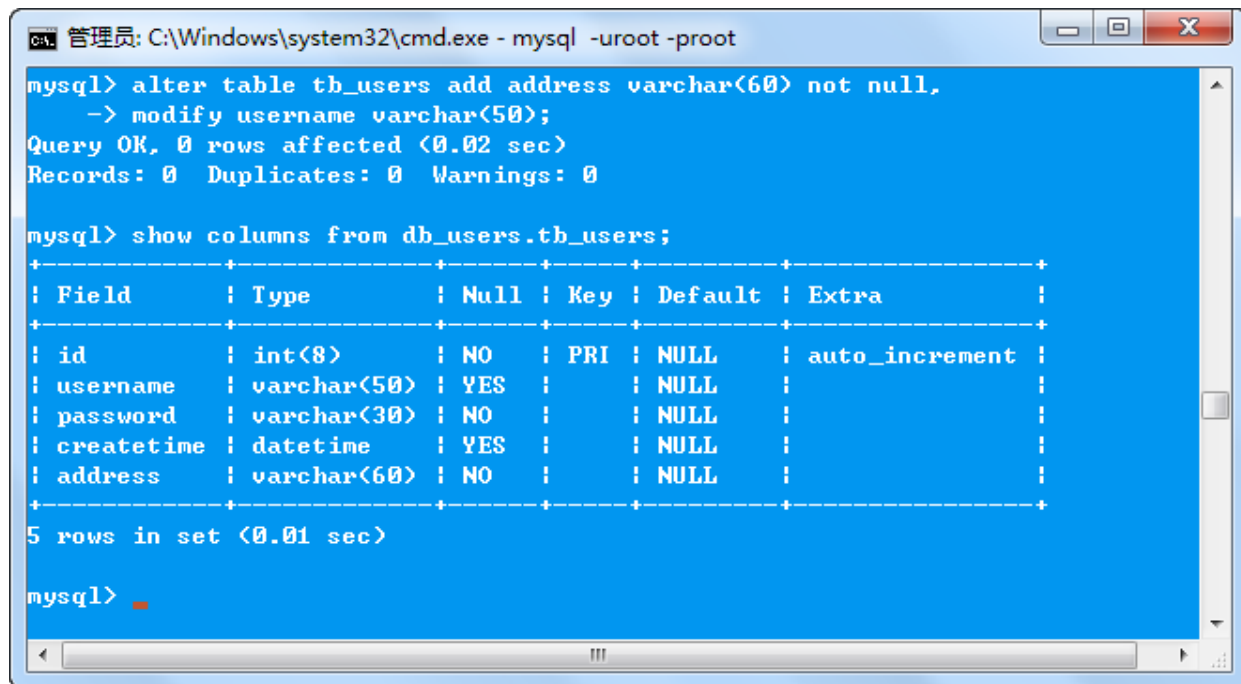 管理员: C:\Windows\system32\cmd.exe - mysql -uroot -proot
mysql> alter table tb_users add address varchar(60) not null,
    -> modify username varchar(50);
Query OK, 0 rows affected (0.02 sec)
Records: 0  Duplicates: 0  Warnings: 0
mysql> show columns from db_users.tb_users;
+------------+-------------+------+-----+---------+----------------+
| Field      | Type        | Null | Key | Default | Extra          |
+------------+-------------+------+-----+---------+----------------+
| id         | int(8)      | NO   | PRI | NULL    | auto_increment |
| username   | varchar(50) | YES  |     | NULL    |                |
| password   | varchar(30) | NO   |     | NULL    |                |
| createtime | datetime    | YES  |     | NULL    |                |
| address    | varchar(60) | NO   |     | NULL    |                |
+------------+-------------+------+-----+---------+----------------+
5 rows in set (0.01 sec)
mysql>